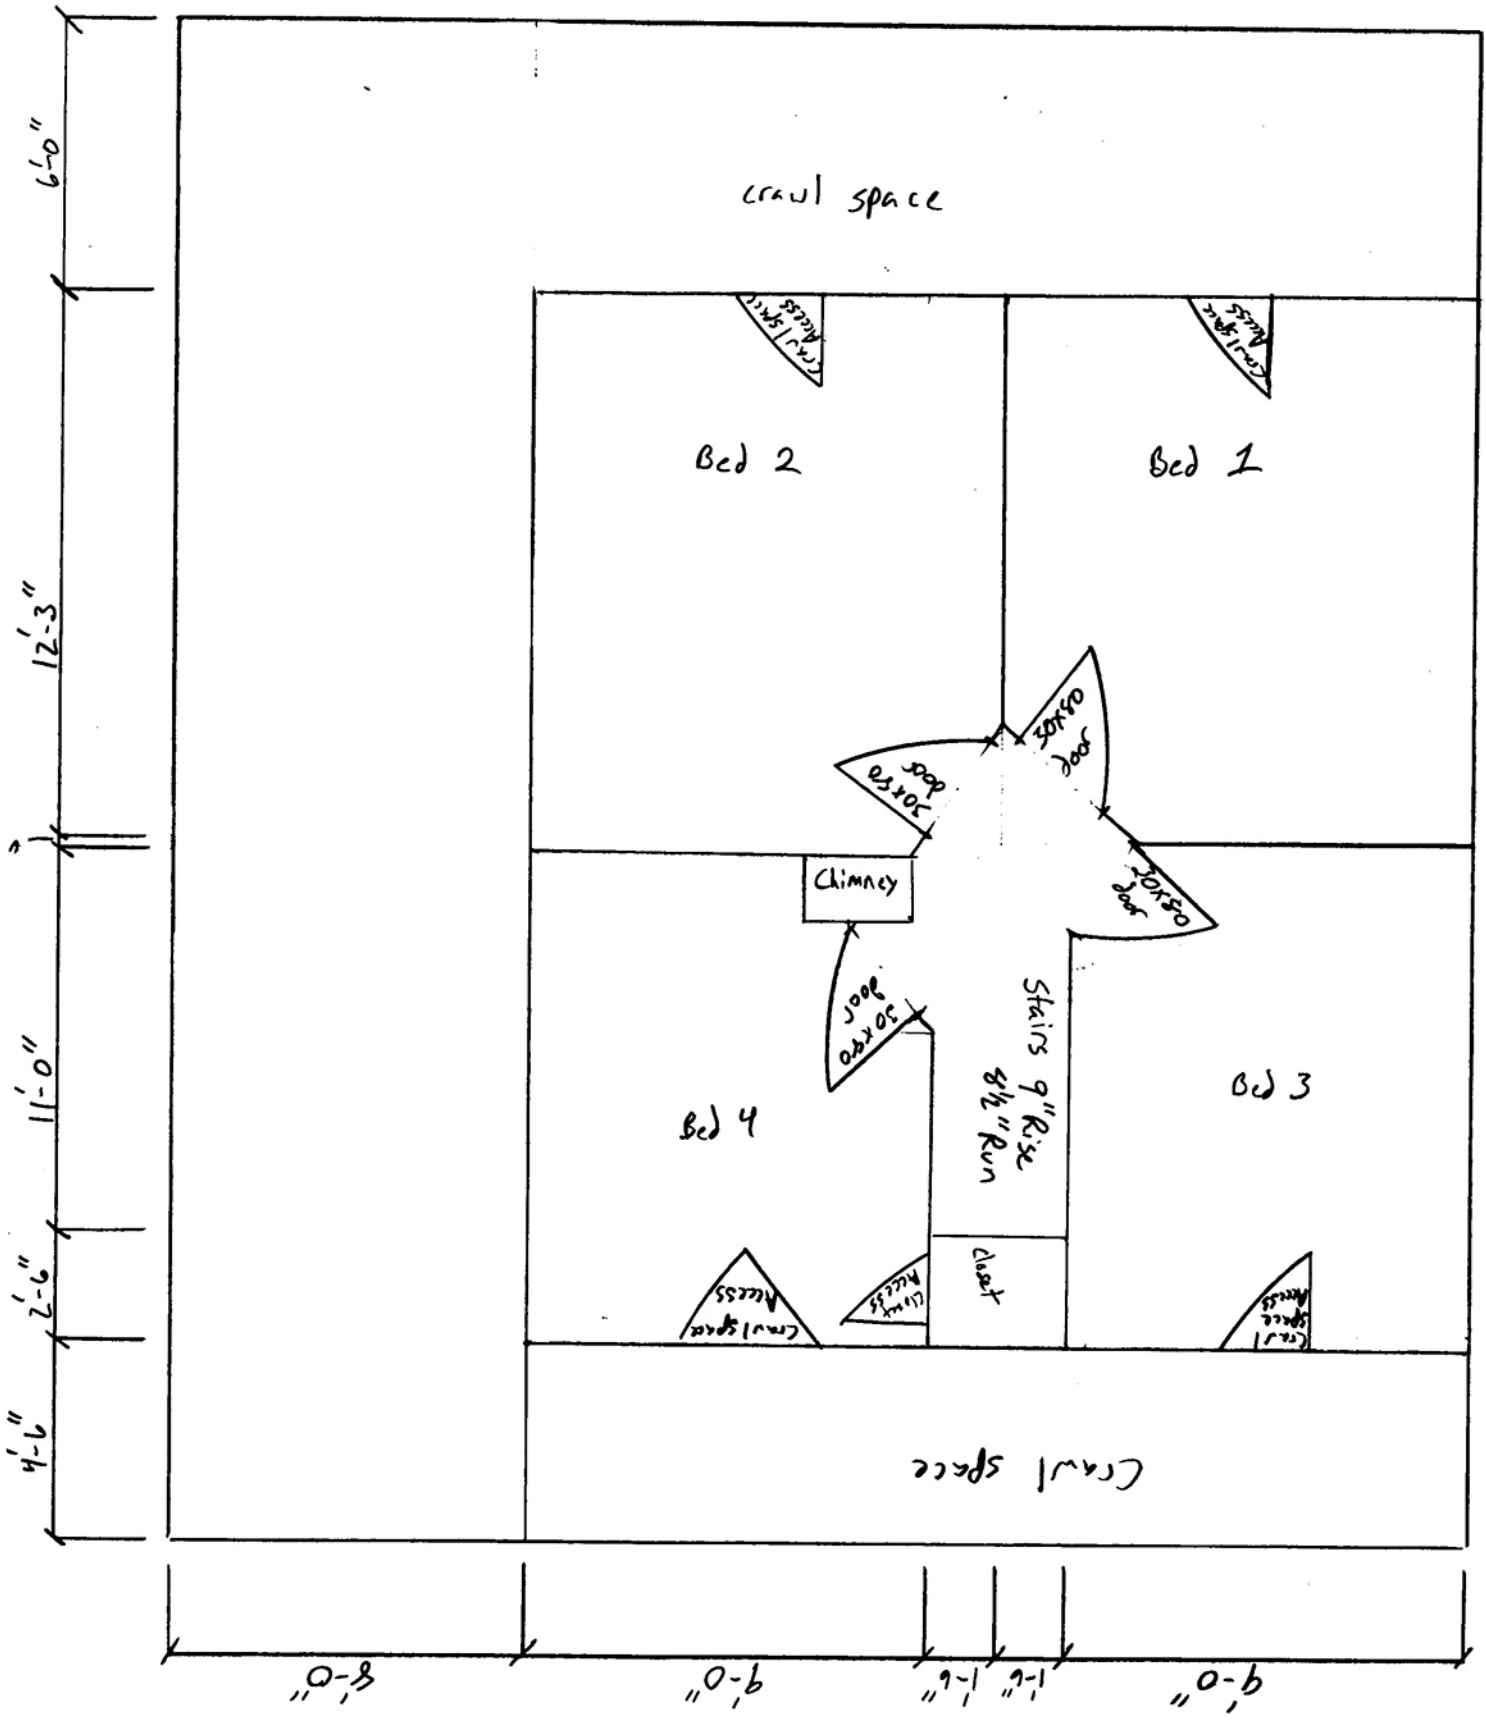 6'-0"
crawl space
Crawl space
Access
Crawl space
Access
Bed 2
Bed 1
12'-3"
30x80
door
30x80
door
Chimney
30x80
door
30x80
door
Stairs 9" Rise
8½" Run
11'-0"
Bed 3
Bed 4
2'-6"
Closet
Crawl space
Access
Closet
Access
Crawl
space
Access
4'-6"
Crawl space
8'-0"
9'-0"
1'-6"
1'-6"
9'-0"